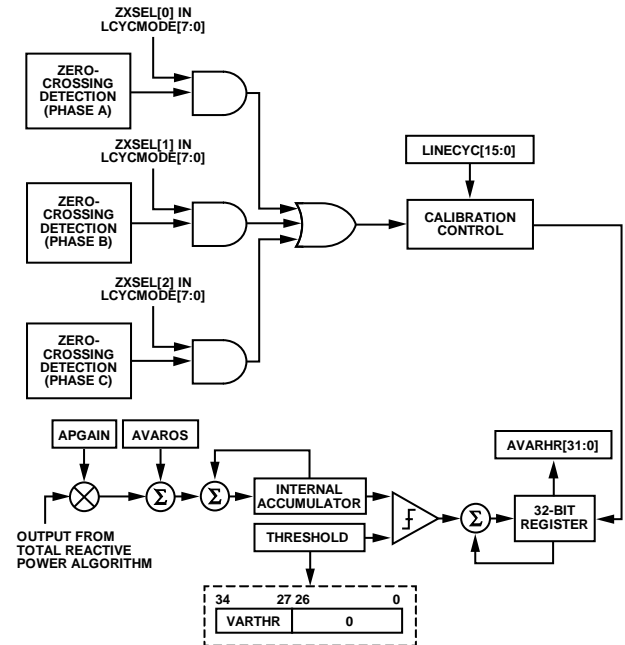 ZXSEL[0] IN
LCYCMODE[7:0]
ZERO-
CROSSING
DETECTION
(PHASE A)
ZXSEL[1] IN
LCYCMODE[7:0]
ZERO-
CROSSING
DETECTION
(PHASE B)
LINECYC[15:0]
CALIBRATION
CONTROL
ZXSEL[2] IN
LCYCMODE[7:0]
ZERO-
CROSSING
DETECTION
(PHASE C)
APGAIN
AVAROS
AVARHR[31:0]
Σ
Σ
INTERNAL
ACCUMULATOR
Σ
32-BIT
REGISTER
OUTPUT FROM
TOTAL REACTIVE
POWER ALGORITHM
THRESHOLD
34 27 26 0
VARTHR 0